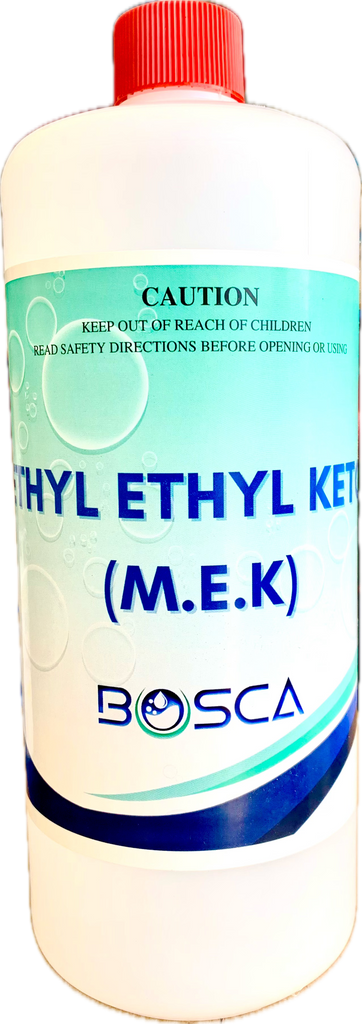 CAUTION
KEEP OUT OF REACH OF CHILDREN
READ SAFETY DIRECTIONS BEFORE OPENING OR USING
THYL ETHYL KET
(M.E.K)
BOSCA